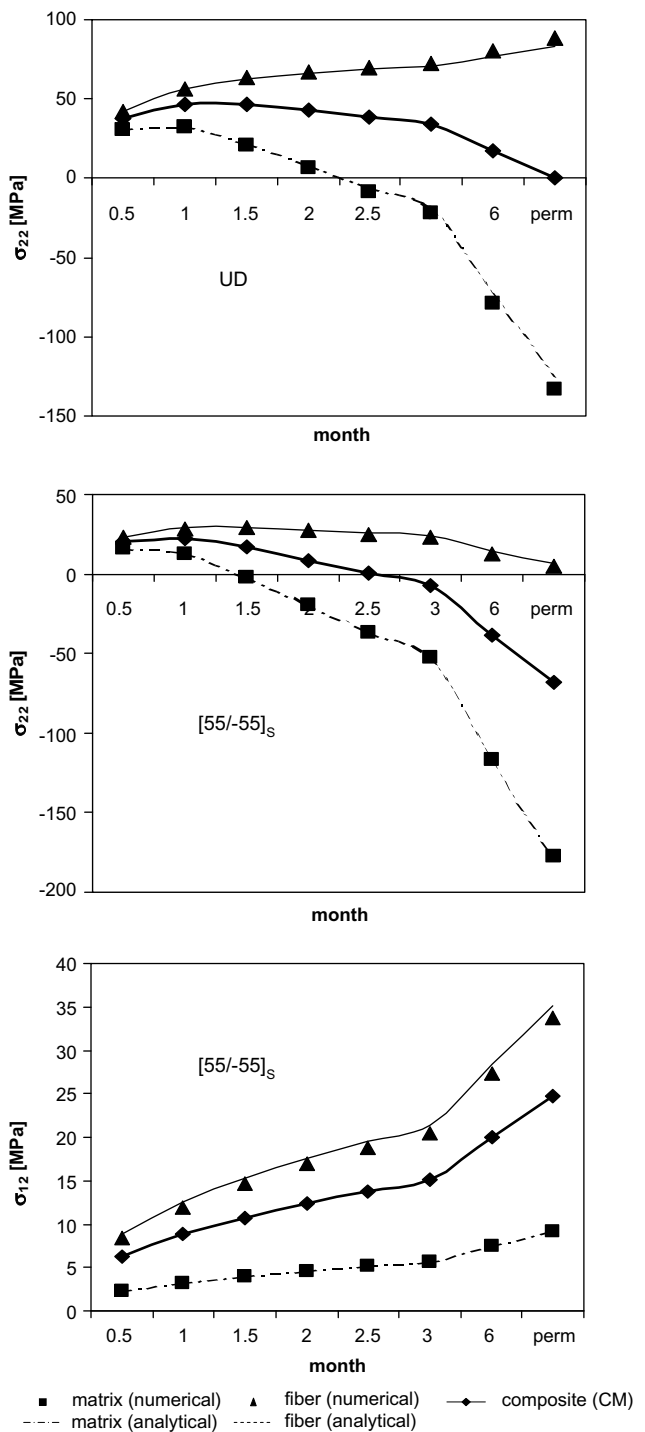 100
50
0
-50
-100
-150
σ22 [MPa]
0.5 1 1.5 2 2.5 6 perm
UD
month
50
0
-50
-100
-150
-200
σ22 [MPa]
0.5 1 1.5 2 2.5 3 6 perm
[55/-55]S
month
40
35
30
25
20
15
10
5
0
σ12 [MPa]
[55/-55]S
0.5 1 1.5 2 2.5 3 6 perm
month
matrix (numerical) fiber (numerical) composite (CM)
matrix (analytical) fiber (analytical)